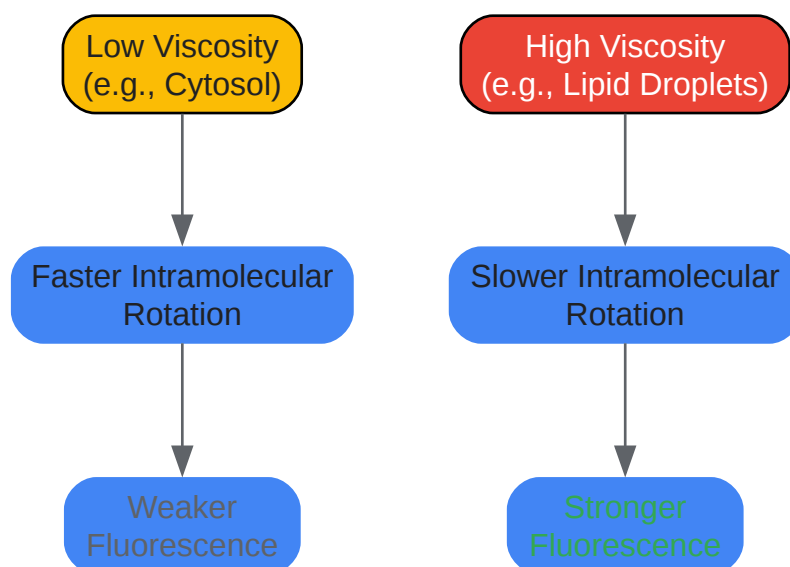 Low Viscosity
(e.g., Cytosol)
High Viscosity
(e.g., Lipid Droplets)
Faster Intramolecular
Rotation
Slower Intramolecular
Rotation
Weaker
Fluorescence
Stronger
Fluorescence